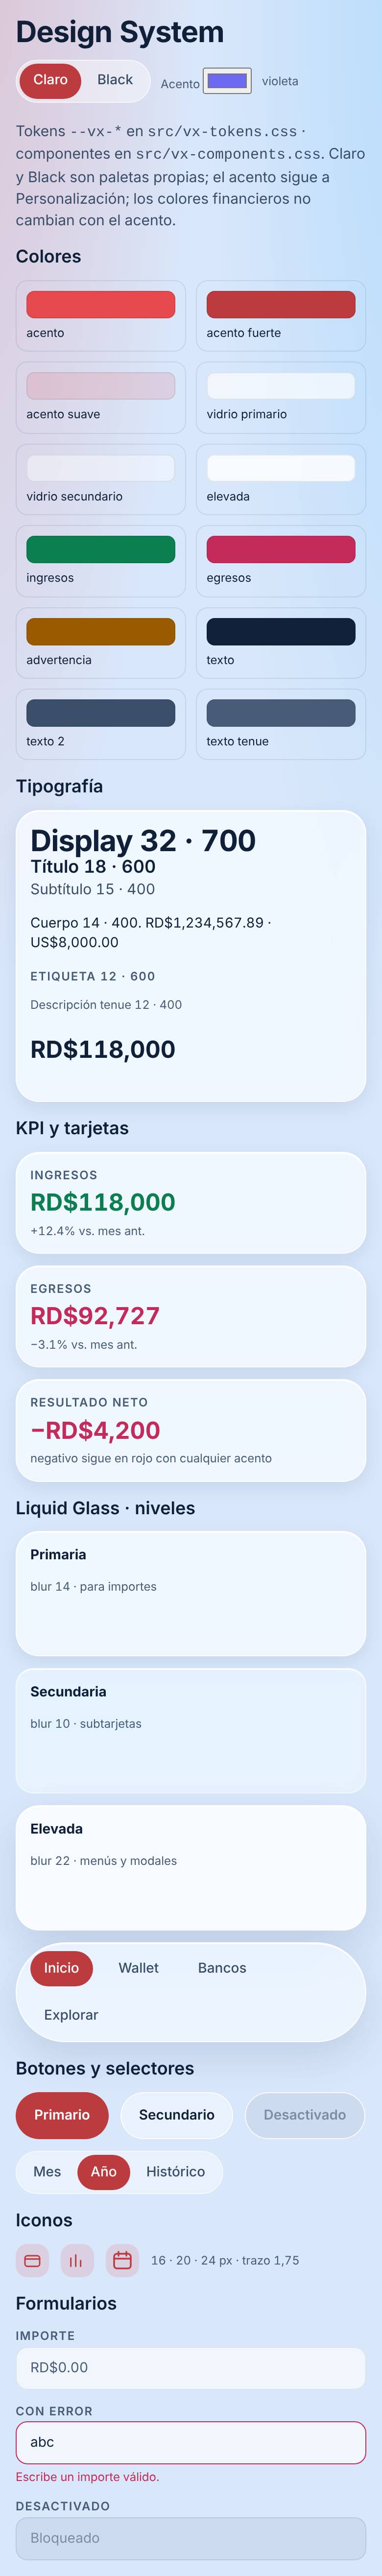 Design System
Claro
Black
Acento
violeta
Tokens --vx-* en src/vx-tokens.css ·
componentes en src/vx-components.css. Claro
y Black son paletas propias; el acento sigue a
Personalización; los colores financieros no
cambian con el acento.
Colores
acento
acento fuerte
acento suave
vidrio primario
vidrio secundario
elevada
ingresos
egresos
advertencia
texto
texto 2
texto tenue
Tipografía
Display 32 · 700
Título 18 · 600
Subtítulo 15 · 400
Cuerpo 14 · 400. RD$1,234,567.89 ·
US$8,000.00
ETIQUETA 12 · 600
Descripción tenue 12 · 400
RD$118,000
KPI y tarjetas
INGRESOS
RD$118,000
+12.4% vs. mes ant.
EGRESOS
RD$92,727
−3.1% vs. mes ant.
RESULTADO NETO
−RD$4,200
negativo sigue en rojo con cualquier acento
Liquid Glass · niveles
Primaria
blur 14 · para importes
Secundaria
blur 10 · subtarjetas
Elevada
blur 22 · menús y modales
Inicio
Wallet
Bancos
Explorar
Botones y selectores
Primario
Secundario
Desactivado
Mes
Año
Histórico
Iconos
16 · 20 · 24 px · trazo 1,75
Formularios
IMPORTE
RD$0.00
CON ERROR
abc
Escribe un importe válido.
DESACTIVADO
Bloqueado